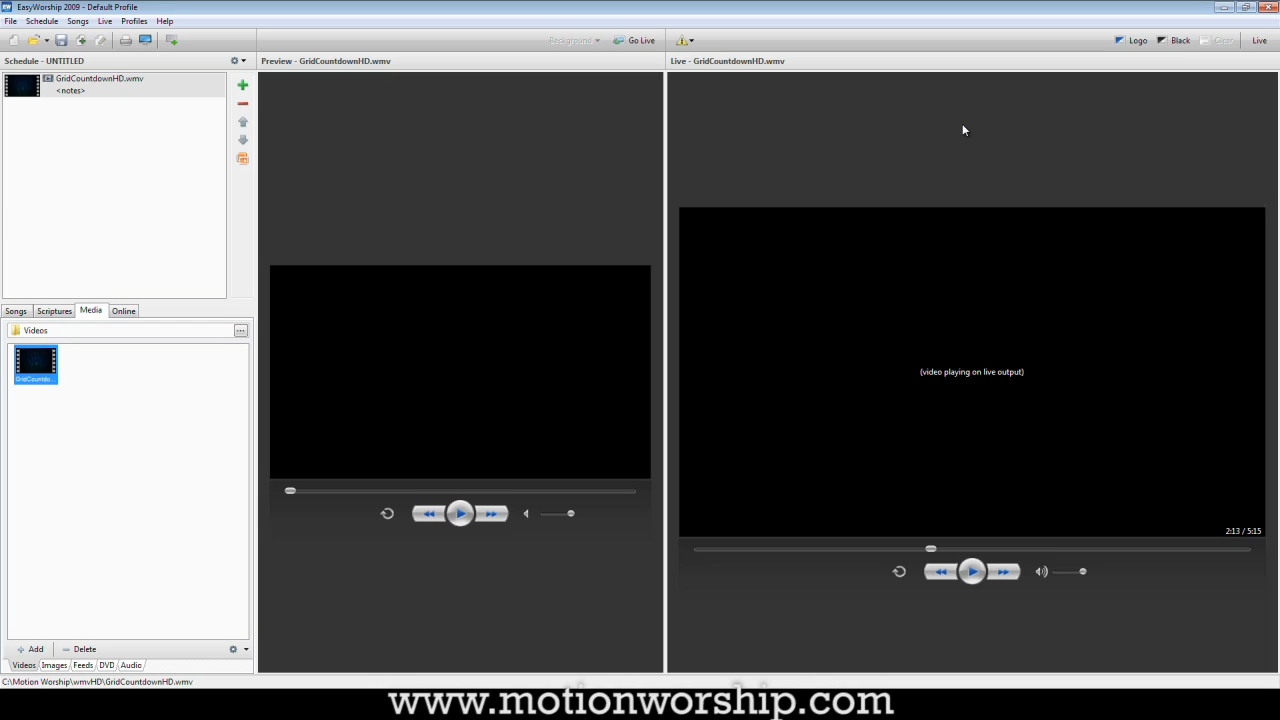 EasyWorship 2009 - Default Profile
File Schedule Songs Live Profiles Help
Background Go Live Logo Black Clear Live
Schedule - UNTITLED
Preview - GridCountdownHD.wmv
Live - GridCountdownHD.wmv
GridCountdownHD.wmv
<notes>
(video playing on live output)
2:13 / 5:15
Songs Scriptures Media Online
Videos
...
GridCountdo...
Add Delete
Videos Images Feeds DVD Audio
C:\Motion Worship\wmvHD\GridCountdownHD.wmv
www.motionworship.com